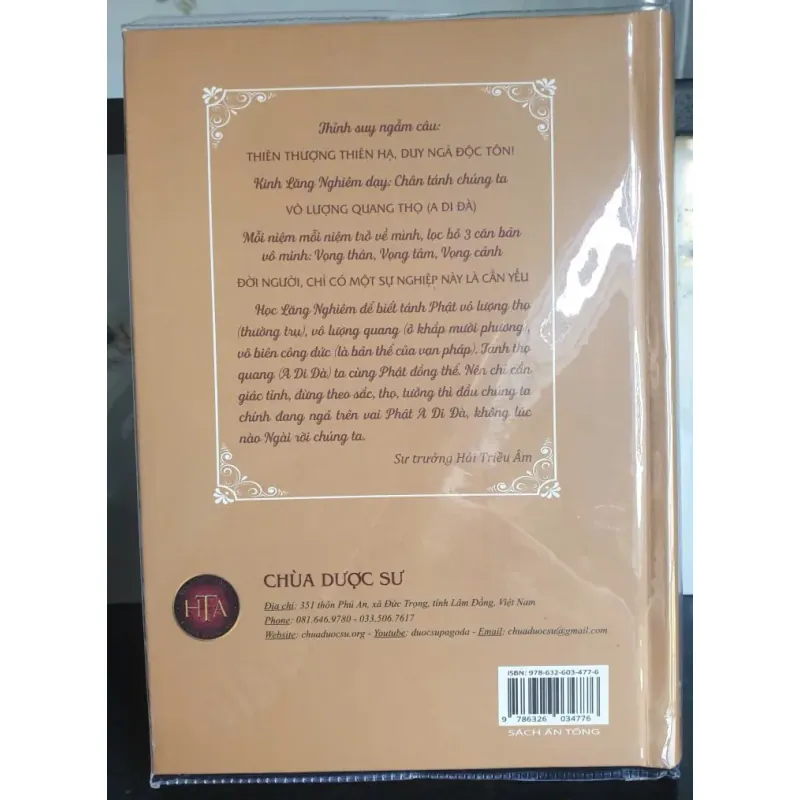 Thỉnh suy ngẫm câu:
THIÊN THƯỢNG THIÊN HẠ, DUY NGÃ ĐỘC TÔN!
Kinh Lăng Nghiêm dạy: Chân tánh chúng ta
VÔ LƯỢNG QUANG THỌ (A DI ĐÀ)
Mỗi niệm mỗi niệm trở về mình, lọc bỏ 3 căn bản
vô minh: Vọng thân, Vọng tâm, Vọng cảnh
ĐỜI NGƯỜI, CHỈ CÓ MỘT SỰ NGHIỆP NÀY LÀ CẦN YẾU
Học Lăng Nghiêm để biết tánh Phật vô lượng thọ
(thường trụ), vô lượng quang (ở khắp mười phương),
vô biên công đức (là bản thể của vạn pháp). Tánh thọ
quang (A Di Đà) ta cùng Phật đồng thể. Nên chỉ cần
giác tỉnh, đừng theo sắc, thọ, tưởng thì đầu chúng ta
chính đang ngả trên vai Phật A Di Đà, không lúc
nào Ngài rời chúng ta.
Sư trưởng Hải Triều Âm
HTA
CHÙA DƯỢC SƯ
Địa chỉ: 351 thôn Phú An, xã Đức Trọng, tỉnh Lâm Đồng, Việt Nam
Phone: 081.646.9780 - 033.506.7617
Website: chuaduocsu.org - Youtube: duocsupagoda - Email: chuaduocsu@gmail.com
ISBN: 978-632-603-477-6
9 786326 034776
SÁCH ẤN TỐNG